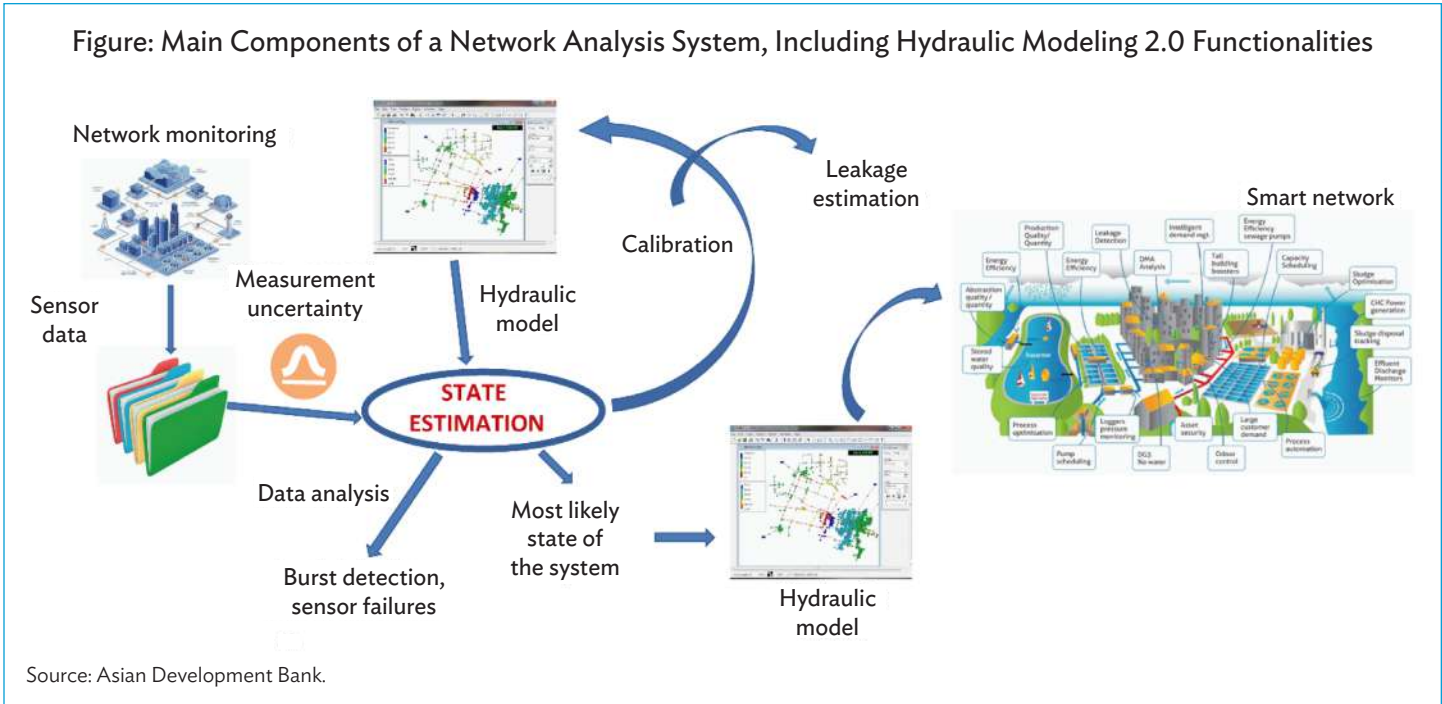 Figure: Main Components of a Network Analysis System, Including Hydraulic Modeling 2.0 Functionalities
Network monitoring
Sensor
data
Measurement
uncertainty
Hydraulic
model
Calibration
Leakage
estimation
STATE
ESTIMATION
Data analysis
Burst detection,
sensor failures
Most likely
state of
the system
Hydraulic
model
Smart network
Production
Quality/
Quantity
Leakage
Detection
Intelligent
demand mgt.
Energy
Efficiency
sewage pumps
Energy
Efficiency
Energy
Efficiency
DMA
Analysis
Tall
building
boosters
Capacity
Scheduling
Sludge
Optimisation
Abstraction
quality/
quantity
CHC Power
generation
Sludge disposal
tracking
Stored
water
quality
Effluent
Discharge
Monitors
Process
optimisation
Loggers
pressure
monitoring
Asset
security
Large
customer
demand
Process
automation
Pump
scheduling
DG3
No water
Odour
control
Source: Asian Development Bank.